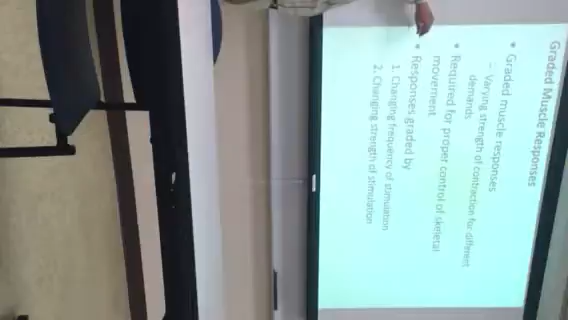 Graded Muscle Responses
• Graded muscle responses
– Varying strength of contraction for different
demands
• Required for proper control of skeletal
movement
• Responses graded by
1. Changing frequency of stimulation
2. Changing strength of stimulation